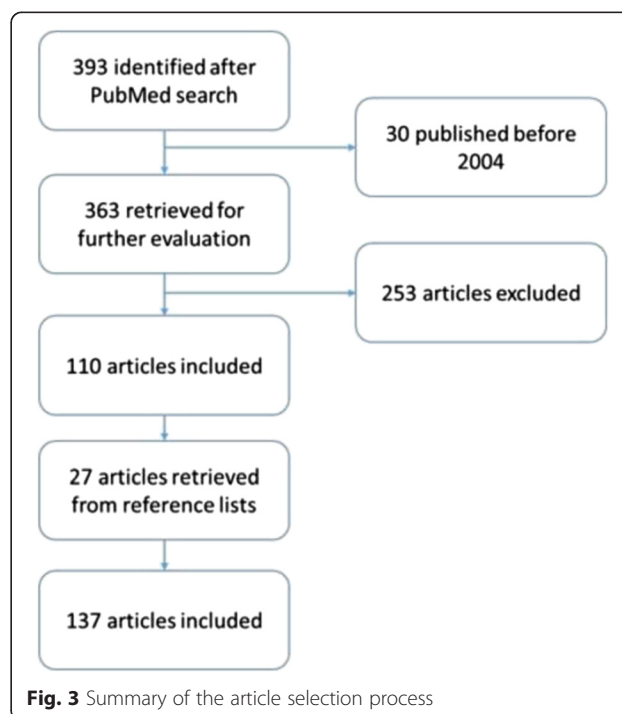 393 identified after
PubMed search
30 published before
2004
363 retrieved for
further evaluation
253 articles excluded
110 articles included
27 articles retrieved
from reference lists
137 articles included
Fig. 3 Summary of the article selection process